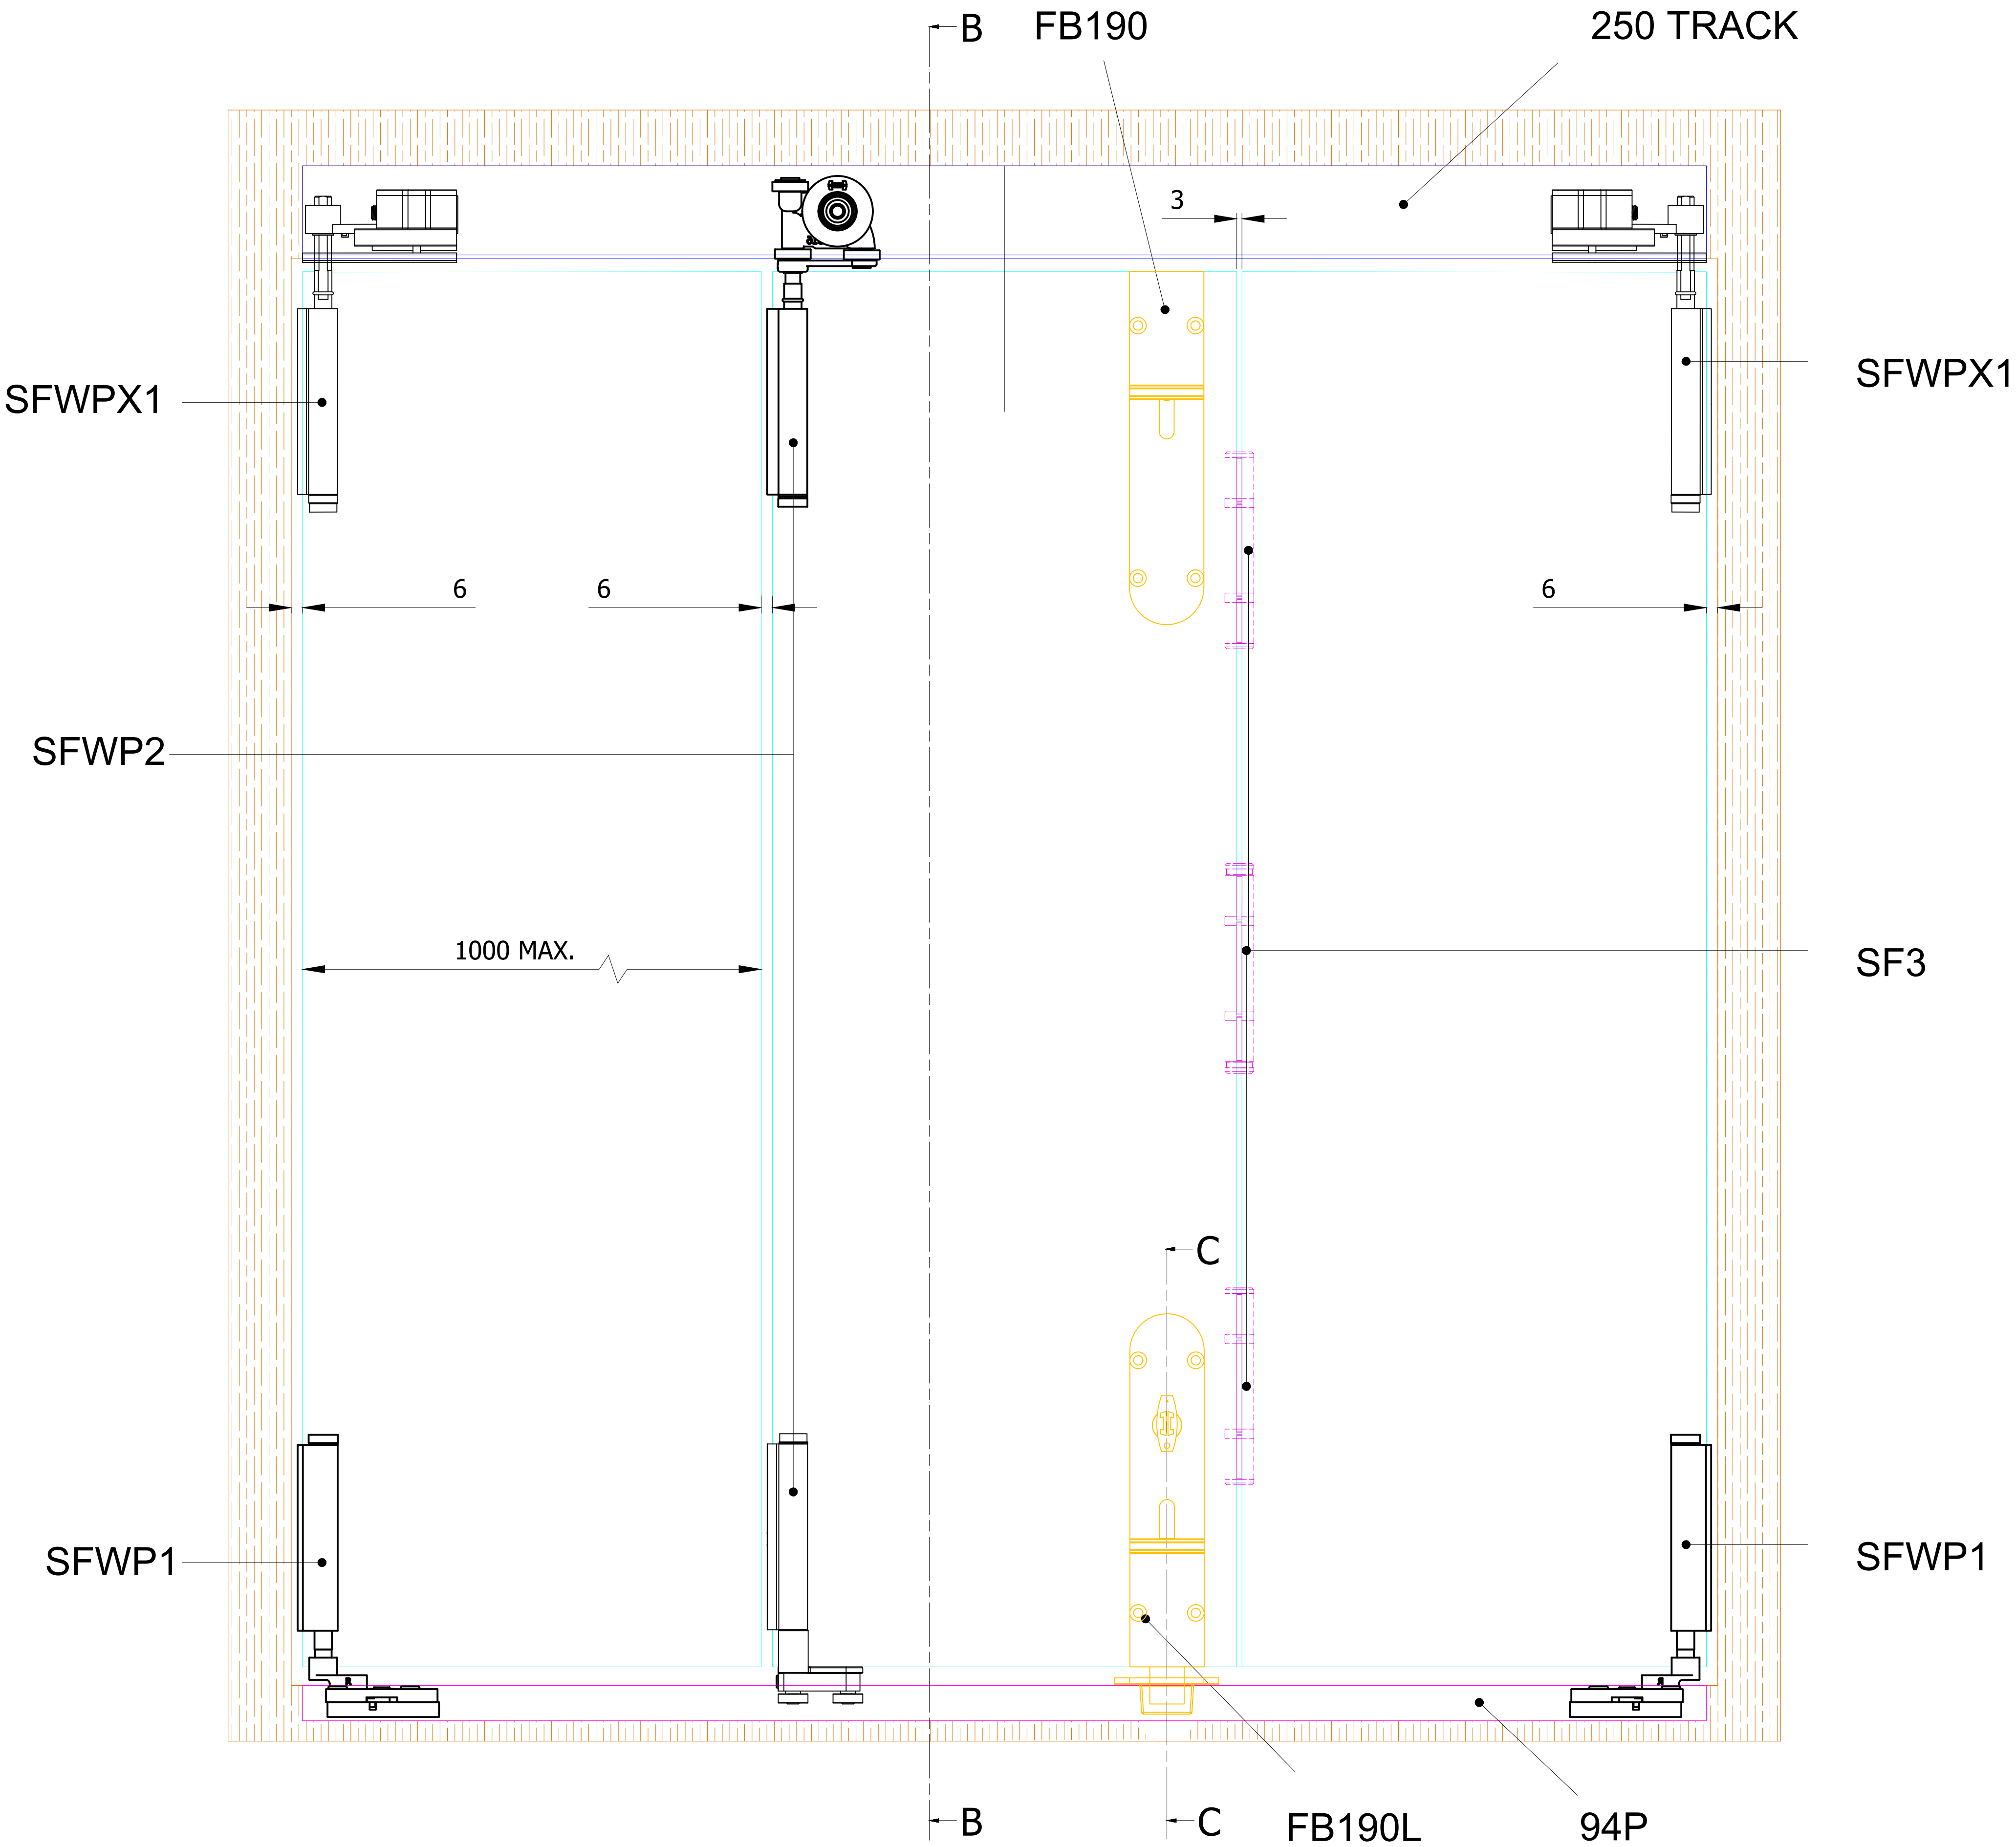 B
FB190
250 TRACK
3
SFWPX1
SFWPX1
6
6
6
SFWP2
1000 MAX.
SF3
C
SFWP1
SFWP1
B
C
FB190L
94P